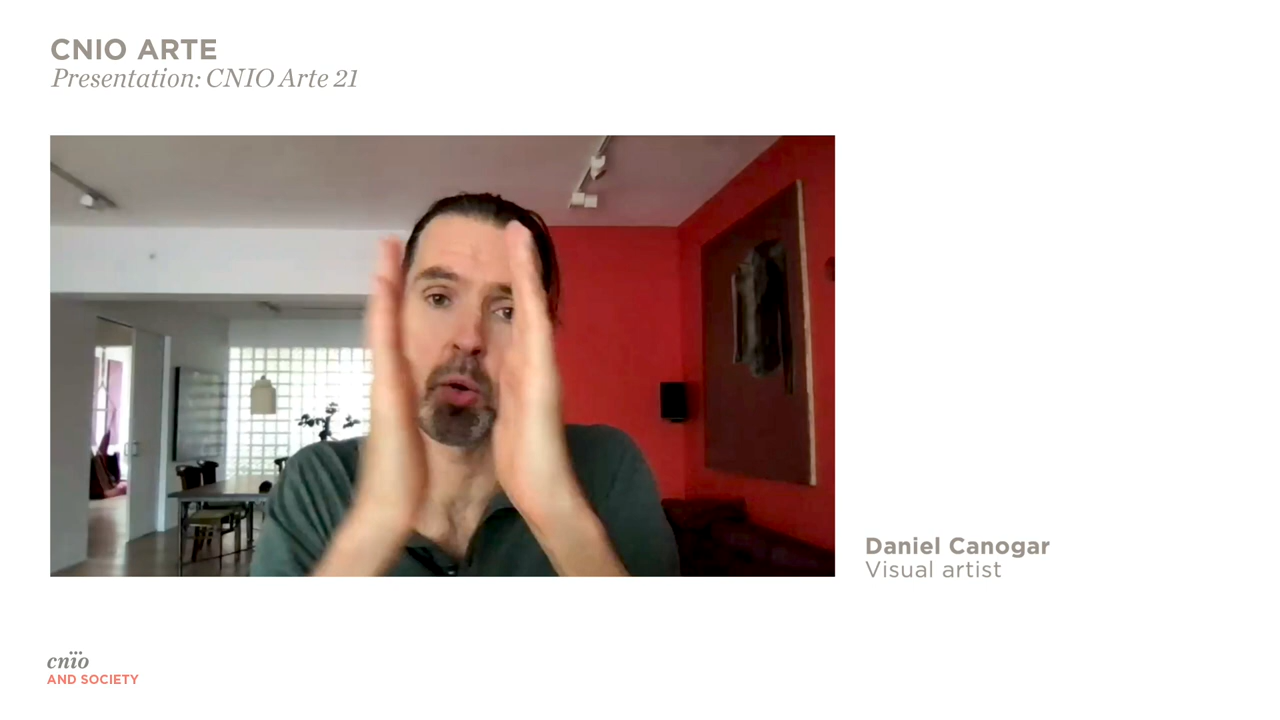 CNIO ARTE
Presentation: CNIO Arte 21
Daniel Canogar
Visual artist
cnio
AND SOCIETY